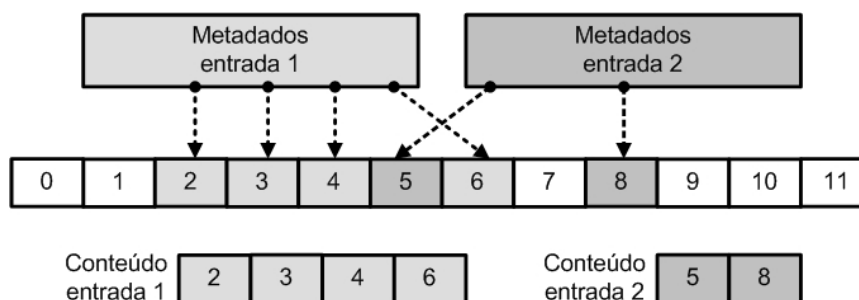 Metadados
entrada 1
Metadados
entrada 2
0 1 2 3 4 5 6 7 8 9 10 11
Conteúdo
entrada 1
2 3 4 6
Conteúdo
entrada 2
5 8